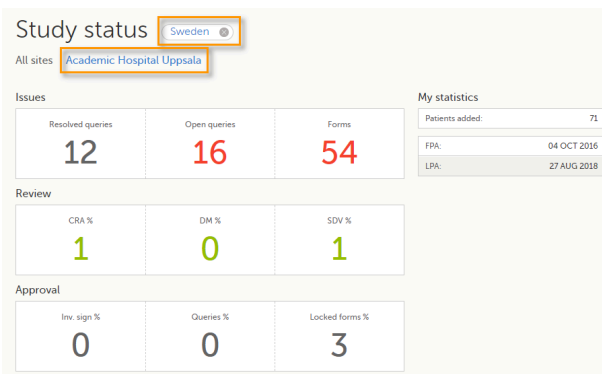 Study status Sweden
All sites Academic Hospital Uppsala
Issues
Resolved queries Open queries Forms
12 16 54
Review
CRA % DM % SDV %
1 0 1
Approval
Inv. sign % Queries % Locked forms %
0 0 3
My statistics
Patients added: 71
FPA: 04 OCT 2016
LPA: 27 AUG 2018